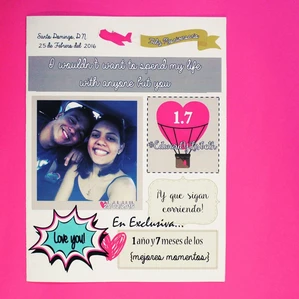 Santo Domingo, D.N.
25 de Febrero del 2016
I wouldn't want to spend my life
with anyone but you
1.7
¡Y que sigan
corriendo!
En Exclusiva...
Love you!
1 año y 7 meses de los
{mejores momentos}